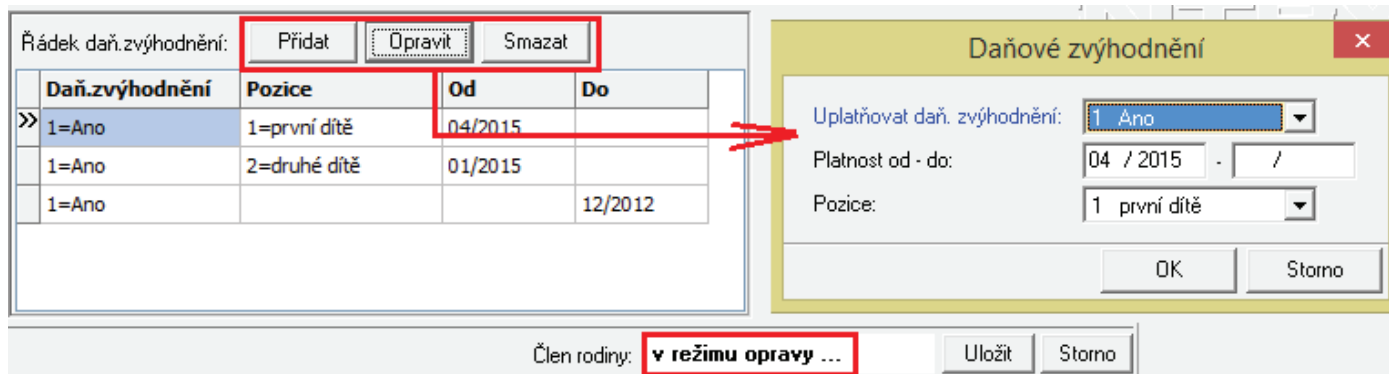 Řádek daň.zvýhodnění: Přidat Opravit Smazat
Daň.zvýhodnění Pozice Od Do
1=Ano 1=první dítě 04/2015
1=Ano 2=druhé dítě 01/2015
1=Ano 12/2012
Daňové zvýhodnění
Uplatňovat daň. zvýhodnění: 1 Ano
Platnost od - do: 04 / 2015 - /
Pozice: 1 první dítě
OK Storno
Člen rodiny: v režimu opravy ... Uložit Storno